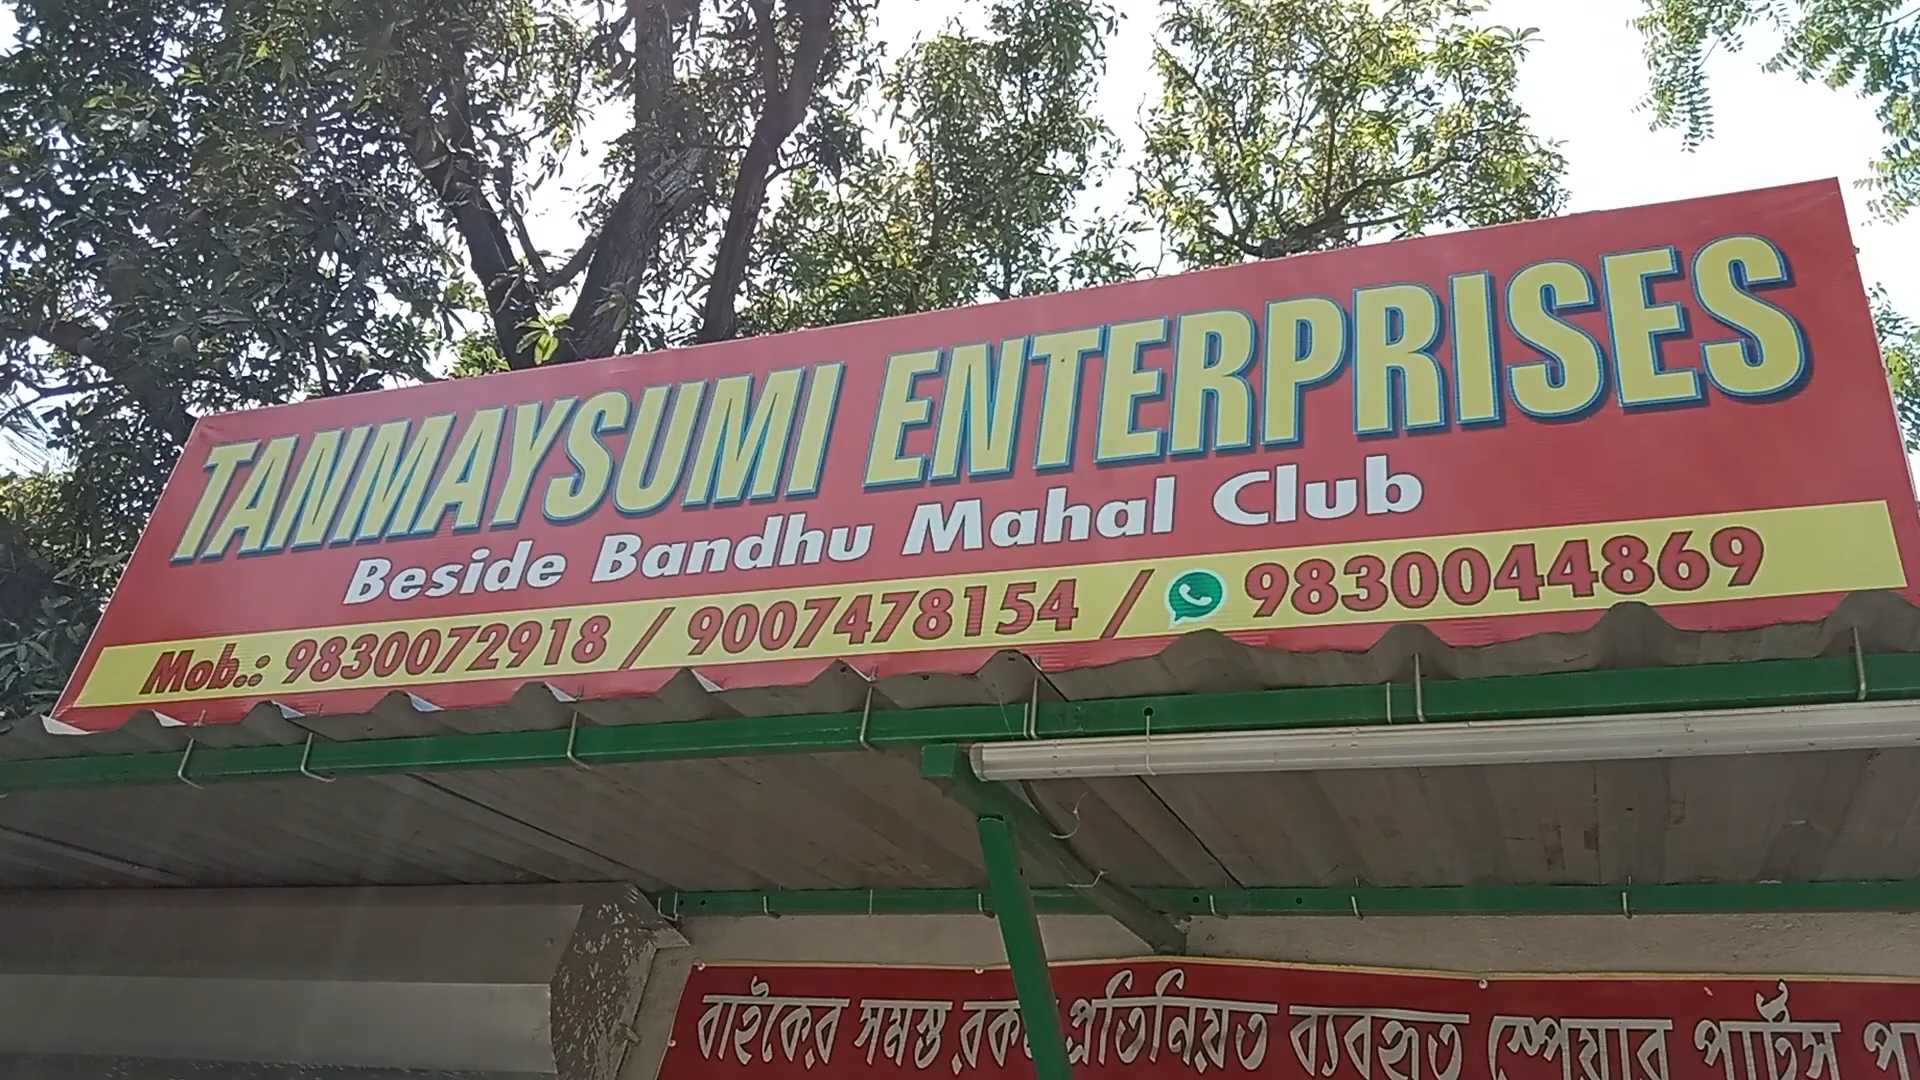 TANMAYSUMI ENTERPRISES
Beside Bandhu Mahal Club
Mob.: 9830072918 / 9007478154 / 9830044869
বাইকের সমস্ত রকম প্রতিনিয়ত ব্যবহৃত স্পেয়ার পার্টস